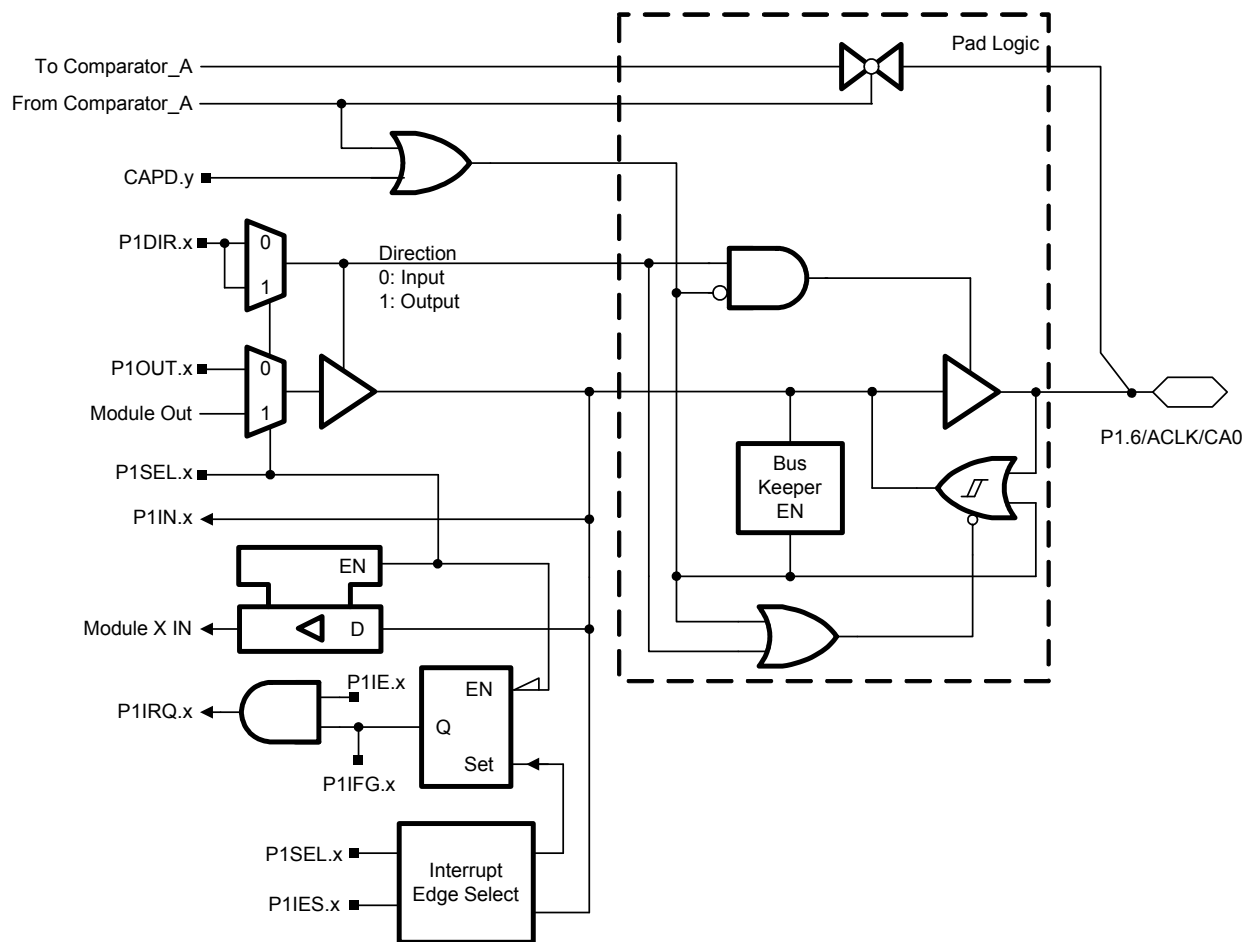 Pad Logic
To Comparator_A
From Comparator_A
CAPD.y
P1DIR.x
0
1
Direction
0: Input
1: Output
P1OUT.x
0
Module Out
1
P1SEL.x
P1IN.x
Bus
Keeper
EN
P1.6/ACLK/CA0
EN
Module X IN
D
P1IE.x
P1IRQ.x
EN
Q
Set
P1IFG.x
P1SEL.x
P1IES.x
Interrupt
Edge Select